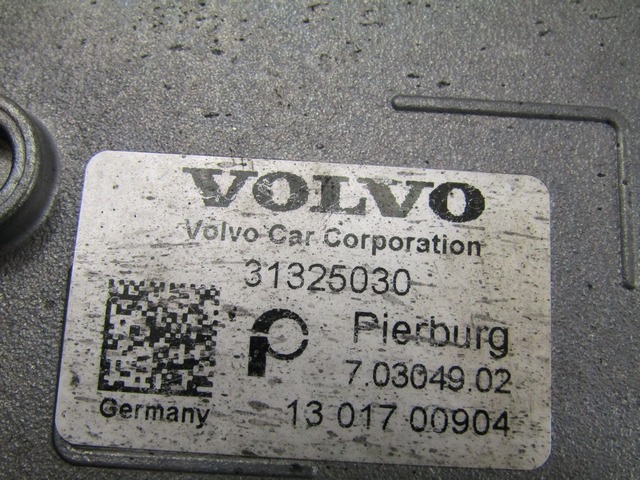 VOLVO
Volvo Car Corporation
31325030
Pierburg
7.03049.02
Germany
13 017 00904